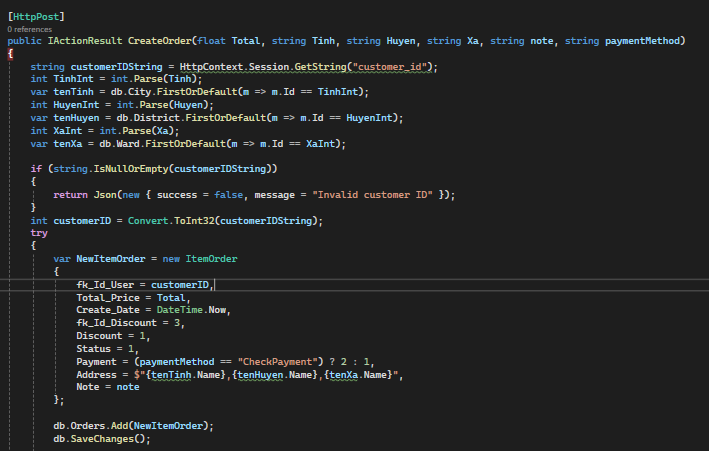 [HttpPost]
0 references
public IActionResult CreateOrder(float Total, string Tinh, string Huyen, string Xa, string note, string paymentMethod)
{
string customerIDString = HttpContext.Session.GetString("customer_id");
int TinhInt = int.Parse(Tinh);
var tenTinh = db.City.FirstOrDefault(m => m.Id == TinhInt);
int HuyenInt = int.Parse(Huyen);
var tenHuyen = db.District.FirstOrDefault(m => m.Id == HuyenInt);
int XaInt = int.Parse(Xa);
var tenXa = db.Ward.FirstOrDefault(m => m.Id == XaInt);
if (string.IsNullOrEmpty(customerIDString))
{
return Json(new { success = false, message = "Invalid customer ID" });
}
int customerID = Convert.ToInt32(customerIDString);
try
{
var NewItemOrder = new ItemOrder
{
fk_Id_User = customerID,
Total_Price = Total,
Create_Date = DateTime.Now,
fk_Id_Discount = 3,
Discount = 1,
Status = 1,
Payment = (paymentMethod == "CheckPayment") ? 2 : 1,
Address = $"{tenTinh.Name},{tenHuyen.Name},{tenXa.Name}",
Note = note
};
db.Orders.Add(NewItemOrder);
db.SaveChanges();